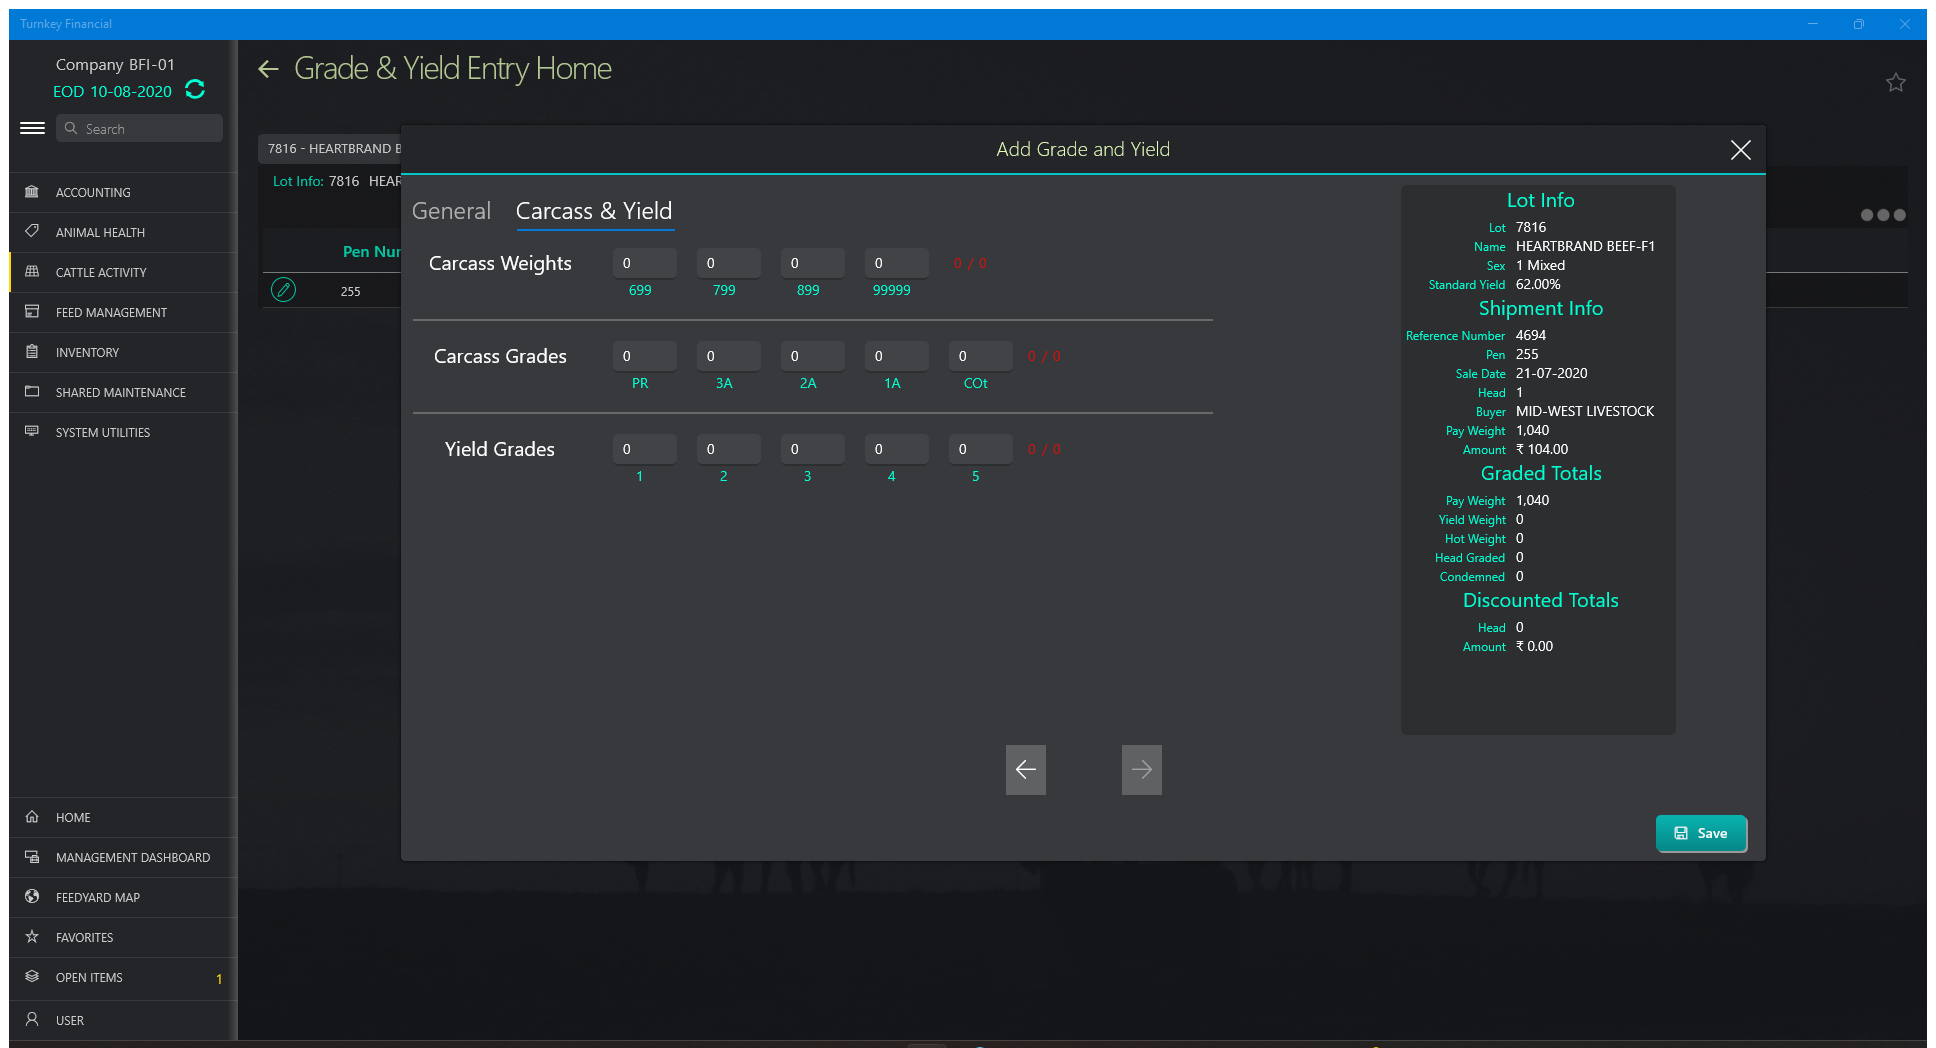 Turnkey Financial
Company BFI-01
EOD 10-08-2020
Search
ACCOUNTING
ANIMAL HEALTH
CATTLE ACTIVITY
FEED MANAGEMENT
INVENTORY
SHARED MAINTENANCE
SYSTEM UTILITIES
HOME
MANAGEMENT DASHBOARD
FEEDYARD MAP
FAVORITES
OPEN ITEMS 1
USER
Grade & Yield Entry Home
7816 - HEARTBRAND B
Lot Info: 7816 HEAR
Pen Nur
255
Add Grade and Yield
General Carcass & Yield
Carcass Weights 0 0 0 0 0 / 0
699 799 899 99999
Carcass Grades 0 0 0 0 0 0 / 0
PR 3A 2A 1A COt
Yield Grades 0 0 0 0 0 0 / 0
1 2 3 4 5
Lot Info
Lot 7816
Name HEARTBRAND BEEF-F1
Sex 1 Mixed
Standard Yield 62.00%
Shipment Info
Reference Number 4694
Pen 255
Sale Date 21-07-2020
Head 1
Buyer MID-WEST LIVESTOCK
Pay Weight 1,040
Amount ₹ 104.00
Graded Totals
Pay Weight 1,040
Yield Weight 0
Hot Weight 0
Head Graded 0
Condemned 0
Discounted Totals
Head 0
Amount ₹ 0.00
Save